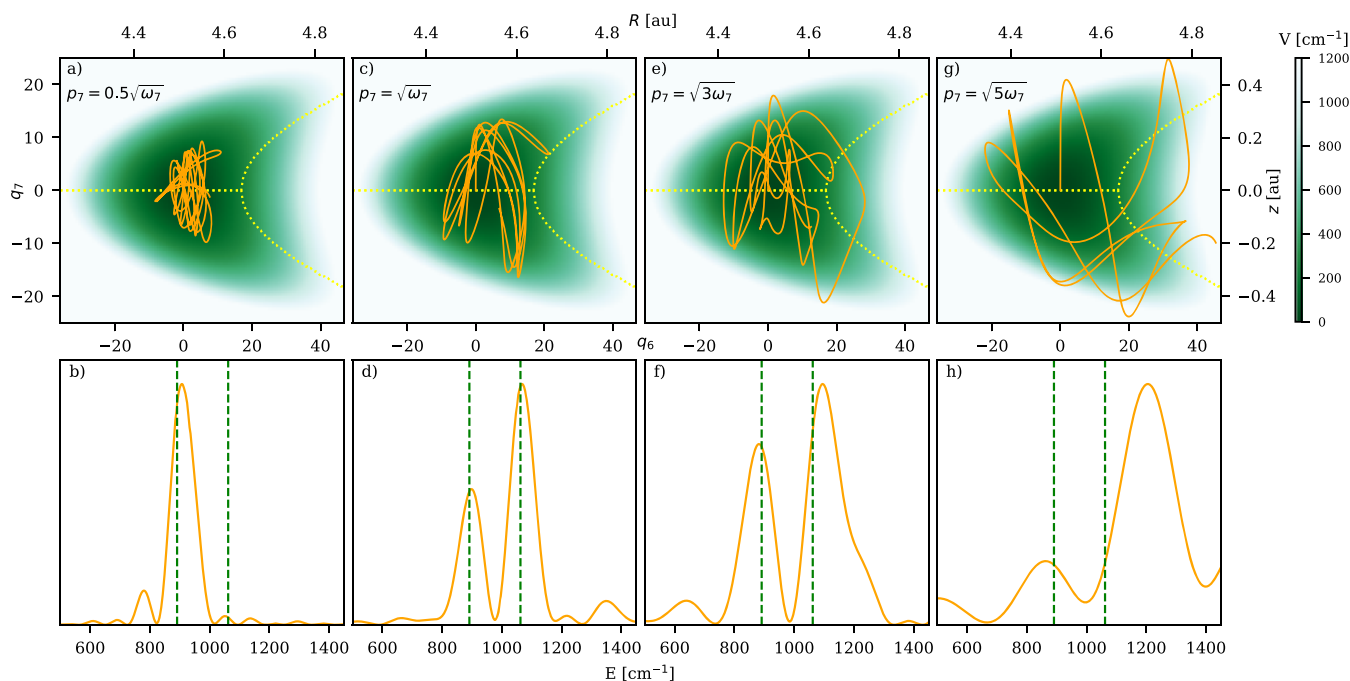 R [au]
4.4 4.6 4.8 4.4 4.6 4.8 4.4 4.6 4.8 4.4 4.6 4.8
V [cm⁻¹]
a) c) e) g)
p₇ = 0.5√ω₇ p₇ = √ω₇ p₇ = √3ω₇ p₇ = √5ω₇
q₇
20
10
0
−10
−20
0.4
0.2
0.0
−0.2
−0.4
z [au]
1200
1000
800
600
400
200
0
−20 0 20 40 −20 0 20 40 −20 0 20 40 −20 0 20 40
q₆
b) d) f) h)
600 800 1000 1200 1400 600 800 1000 1200 1400 600 800 1000 1200 1400 600 800 1000 1200 1400
E [cm⁻¹]